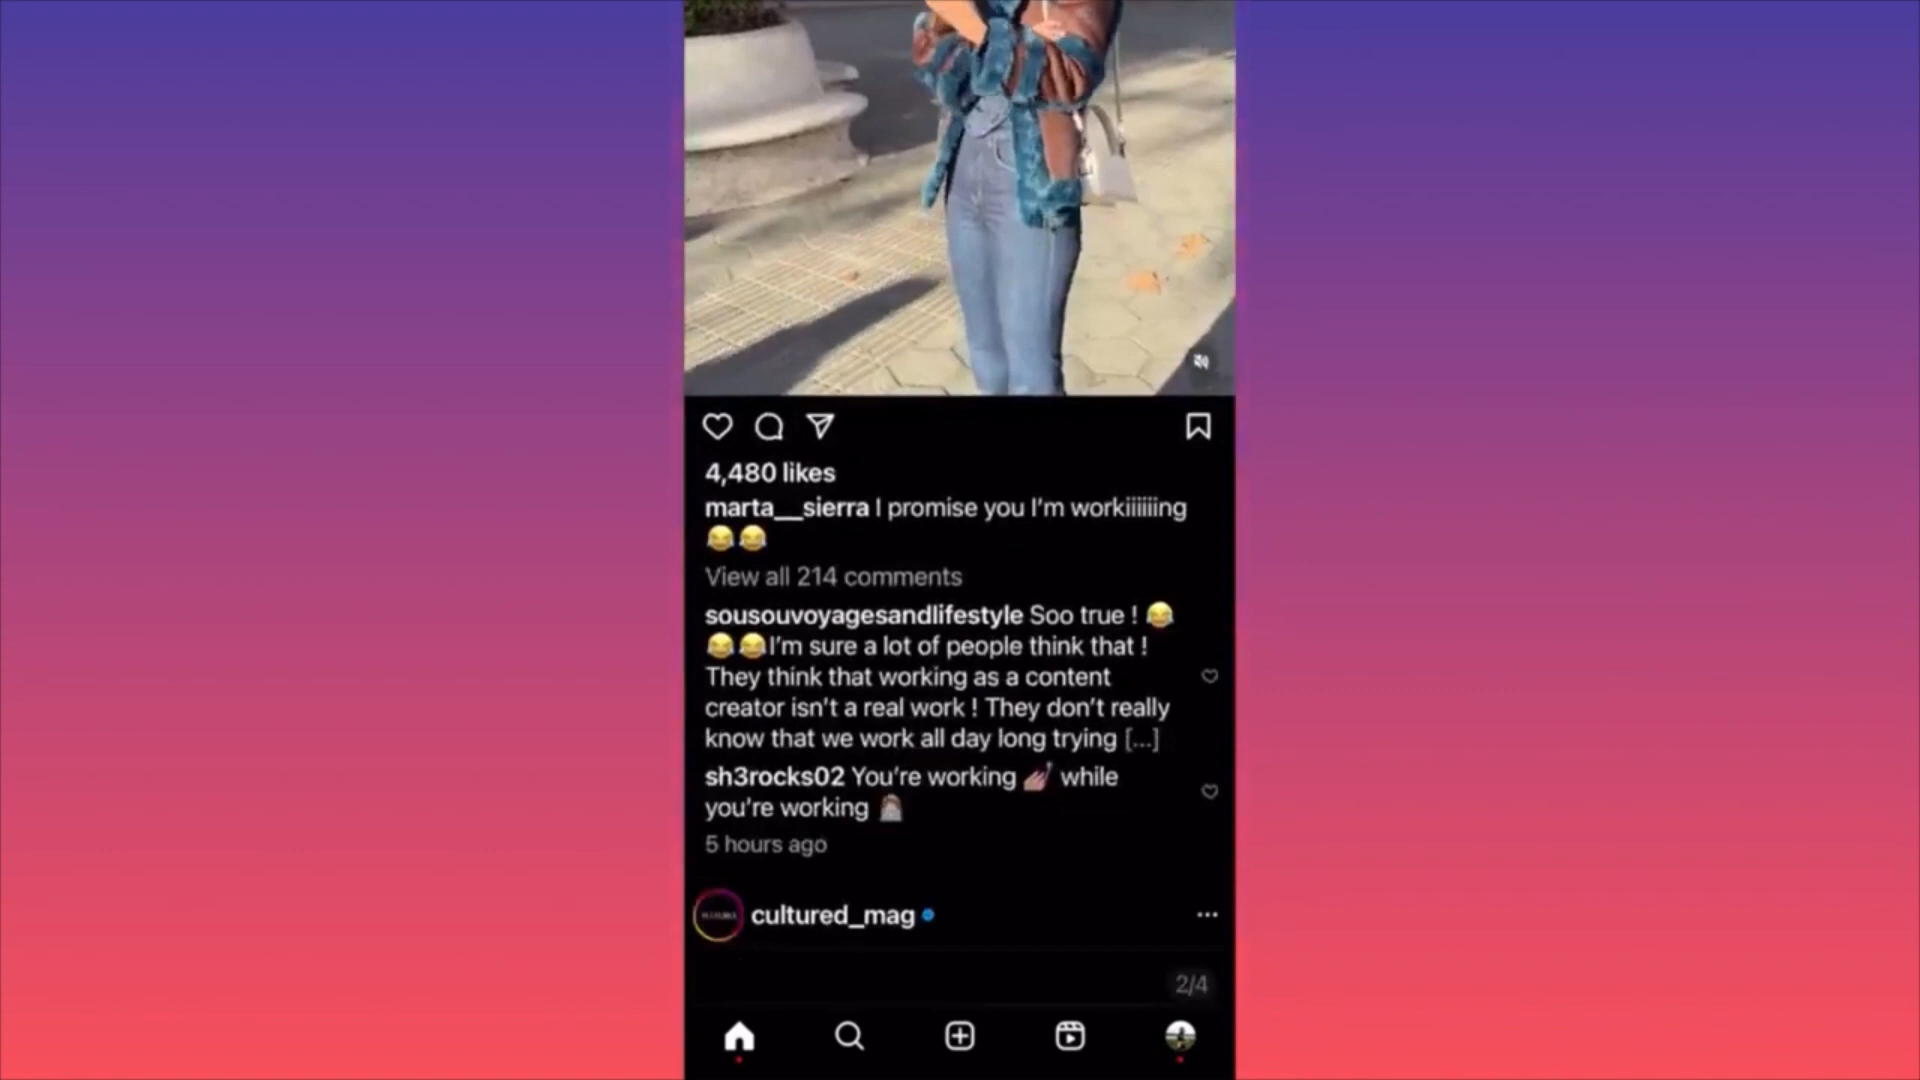 4,480 likes
marta__sierra I promise you I'm workiiiiiiing
😂😂
View all 214 comments
sousouvoyagesandlifestyle Soo true ! 😂
😂😂I'm sure a lot of people think that !
They think that working as a content
creator isn't a real work ! They don't really
know that we work all day long trying [...]
sh3rocks02 You're working 💅 while
you're working
5 hours ago
cultured_mag
2/4